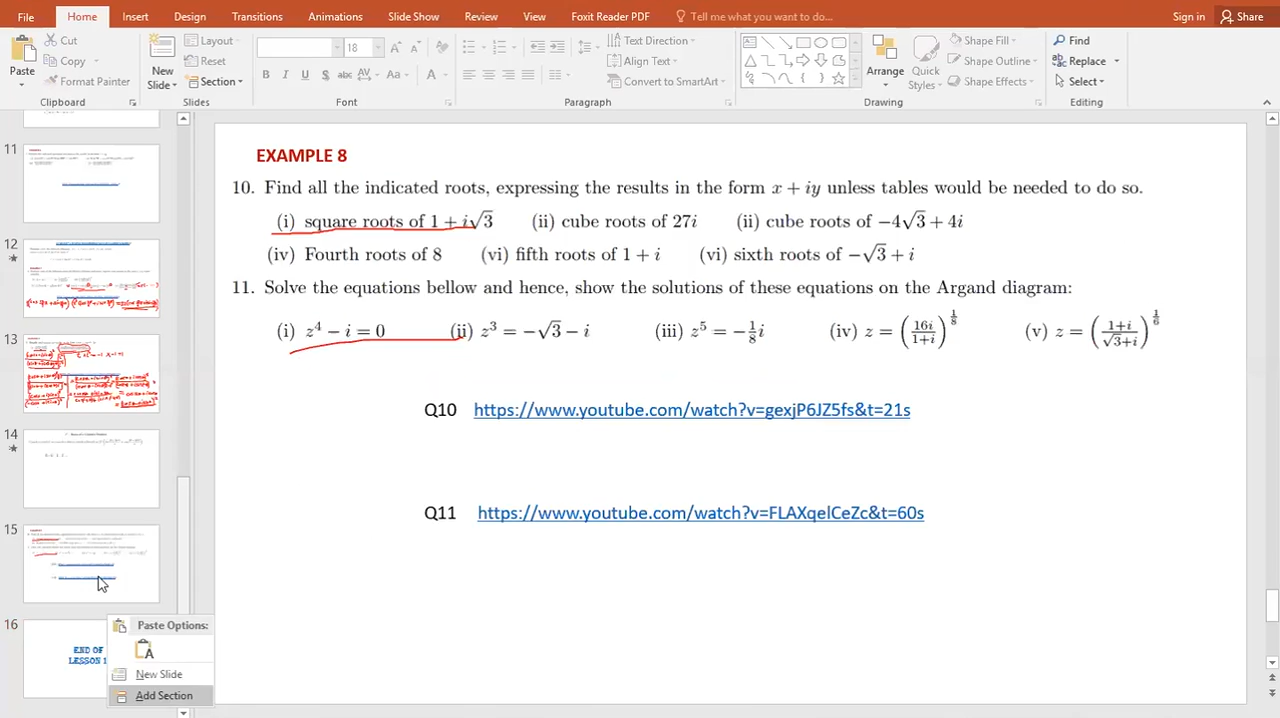 File Home Insert Design Transitions Animations Slide Show Review View Foxit Reader PDF Tell me what you want to do... Sign in Share
Paste Cut Copy Format Painter Clipboard
New Slide Layout Reset Section Slides
18 B I U S abc AV Aa A Font
Text Direction Align Text Convert to SmartArt Paragraph
Arrange Quick Styles Shape Fill Shape Outline Shape Effects Drawing
Find Replace Select Editing
11
12
13
14
15
16
END OF
LESSON 1
Paste Options:
A
New Slide
Add Section
EXAMPLE 8
10. Find all the indicated roots, expressing the results in the form x + iy unless tables would be needed to do so.
(i) square roots of 1 + i√3 (ii) cube roots of 27i (ii) cube roots of −4√3 + 4i
(iv) Fourth roots of 8 (vi) fifth roots of 1 + i (vi) sixth roots of −√3 + i
11. Solve the equations bellow and hence, show the solutions of these equations on the Argand diagram:
(i) z⁴ − i = 0 (ii) z³ = −√3 − i (iii) z⁵ = −1/8 i (iv) z = (16i/1+i)^1/8 (v) z = (1+i/√3+i)^1/6
Q10 https://www.youtube.com/watch?v=gexjP6JZ5fs&t=21s
Q11 https://www.youtube.com/watch?v=FLAXqelCeZc&t=60s